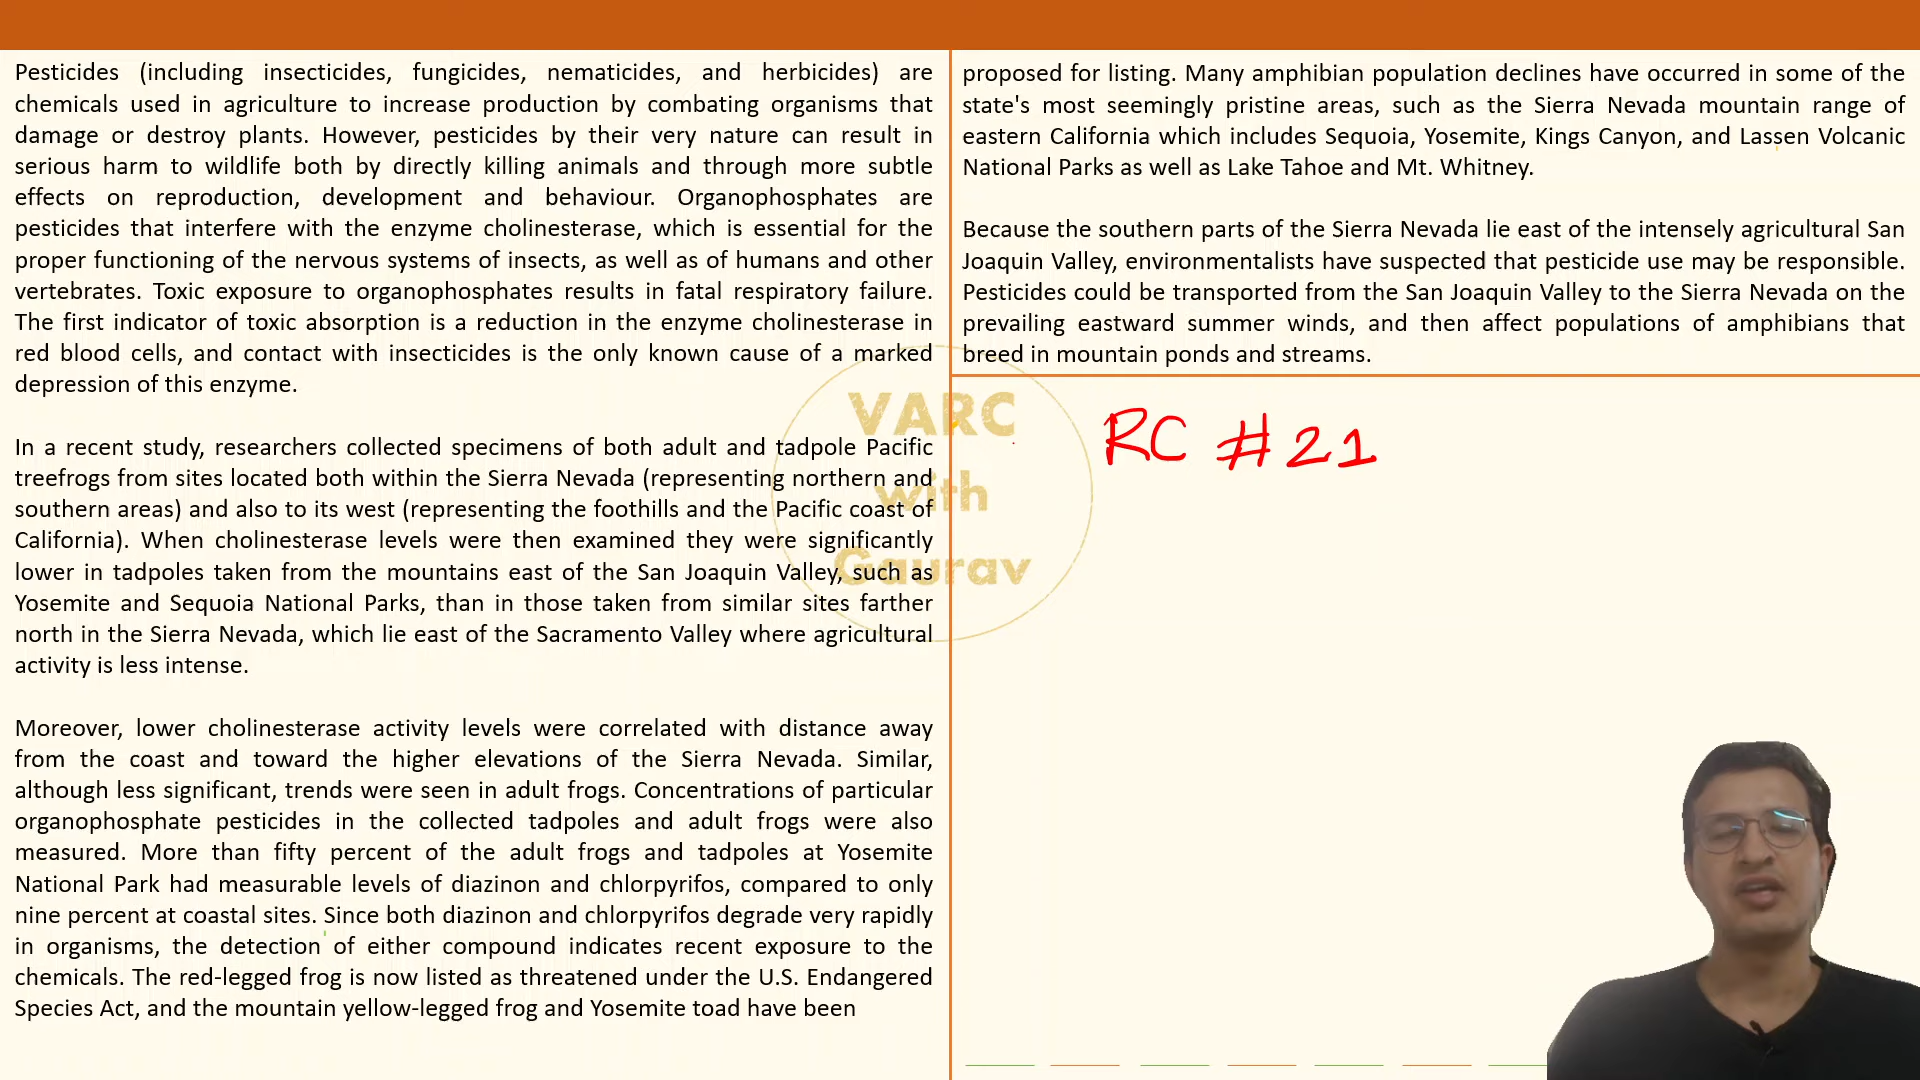 Pesticides (including insecticides, fungicides, nematicides, and herbicides) are
chemicals used in agriculture to increase production by combating organisms that
damage or destroy plants. However, pesticides by their very nature can result in
serious harm to wildlife both by directly killing animals and through more subtle
effects on reproduction, development and behaviour. Organophosphates are
pesticides that interfere with the enzyme cholinesterase, which is essential for the
proper functioning of the nervous systems of insects, as well as of humans and other
vertebrates. Toxic exposure to organophosphates results in fatal respiratory failure.
The first indicator of toxic absorption is a reduction in the enzyme cholinesterase in
red blood cells, and contact with insecticides is the only known cause of a marked
depression of this enzyme.
In a recent study, researchers collected specimens of both adult and tadpole Pacific
treefrogs from sites located both within the Sierra Nevada (representing northern and
southern areas) and also to its west (representing the foothills and the Pacific coast of
California). When cholinesterase levels were then examined they were significantly
lower in tadpoles taken from the mountains east of the San Joaquin Valley, such as
Yosemite and Sequoia National Parks, than in those taken from similar sites farther
north in the Sierra Nevada, which lie east of the Sacramento Valley where agricultural
activity is less intense.
Moreover, lower cholinesterase activity levels were correlated with distance away
from the coast and toward the higher elevations of the Sierra Nevada. Similar,
although less significant, trends were seen in adult frogs. Concentrations of particular
organophosphate pesticides in the collected tadpoles and adult frogs were also
measured. More than fifty percent of the adult frogs and tadpoles at Yosemite
National Park had measurable levels of diazinon and chlorpyrifos, compared to only
nine percent at coastal sites. Since both diazinon and chlorpyrifos degrade very rapidly
in organisms, the detection of either compound indicates recent exposure to the
chemicals. The red-legged frog is now listed as threatened under the U.S. Endangered
Species Act, and the mountain yellow-legged frog and Yosemite toad have been
proposed for listing. Many amphibian population declines have occurred in some of the
state's most seemingly pristine areas, such as the Sierra Nevada mountain range of
eastern California which includes Sequoia, Yosemite, Kings Canyon, and Lassen Volcanic
National Parks as well as Lake Tahoe and Mt. Whitney.
Because the southern parts of the Sierra Nevada lie east of the intensely agricultural San
Joaquin Valley, environmentalists have suspected that pesticide use may be responsible.
Pesticides could be transported from the San Joaquin Valley to the Sierra Nevada on the
prevailing eastward summer winds, and then affect populations of amphibians that
breed in mountain ponds and streams.
VARC
with
Gaurav
RC #21